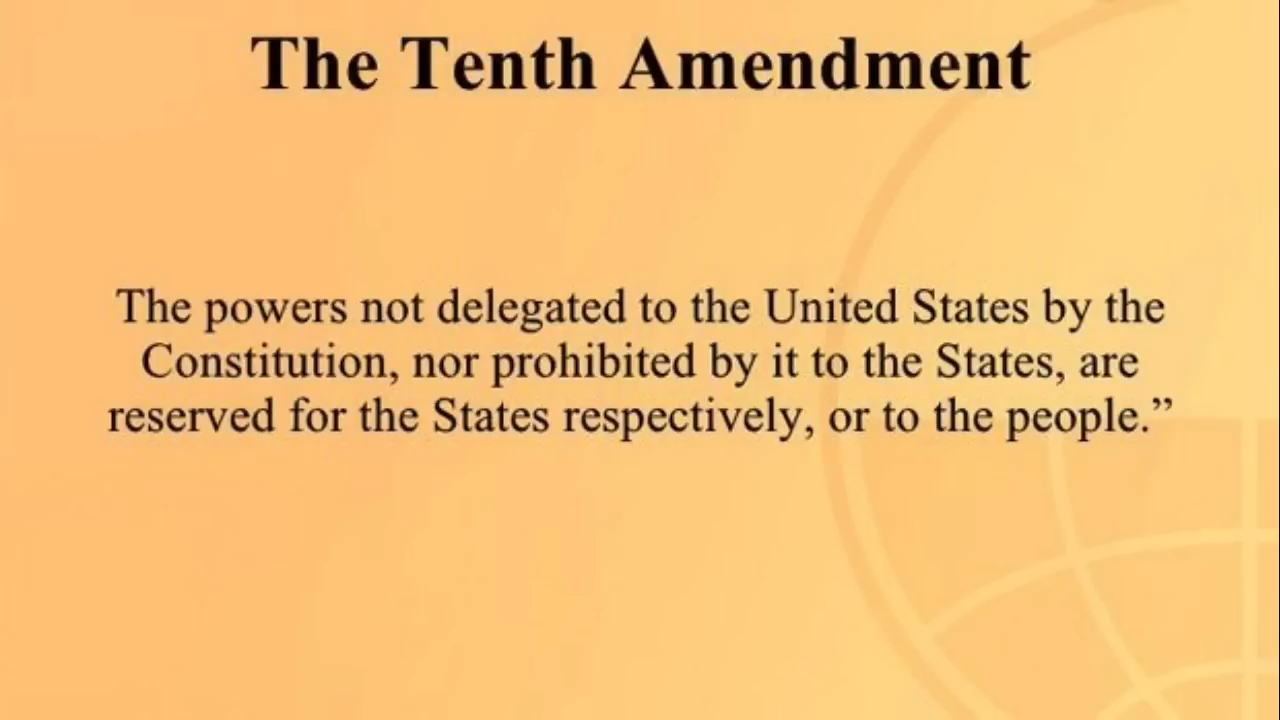 The Tenth Amendment
The powers not delegated to the United States by the
Constitution, nor prohibited by it to the States, are
reserved for the States respectively, or to the people.”